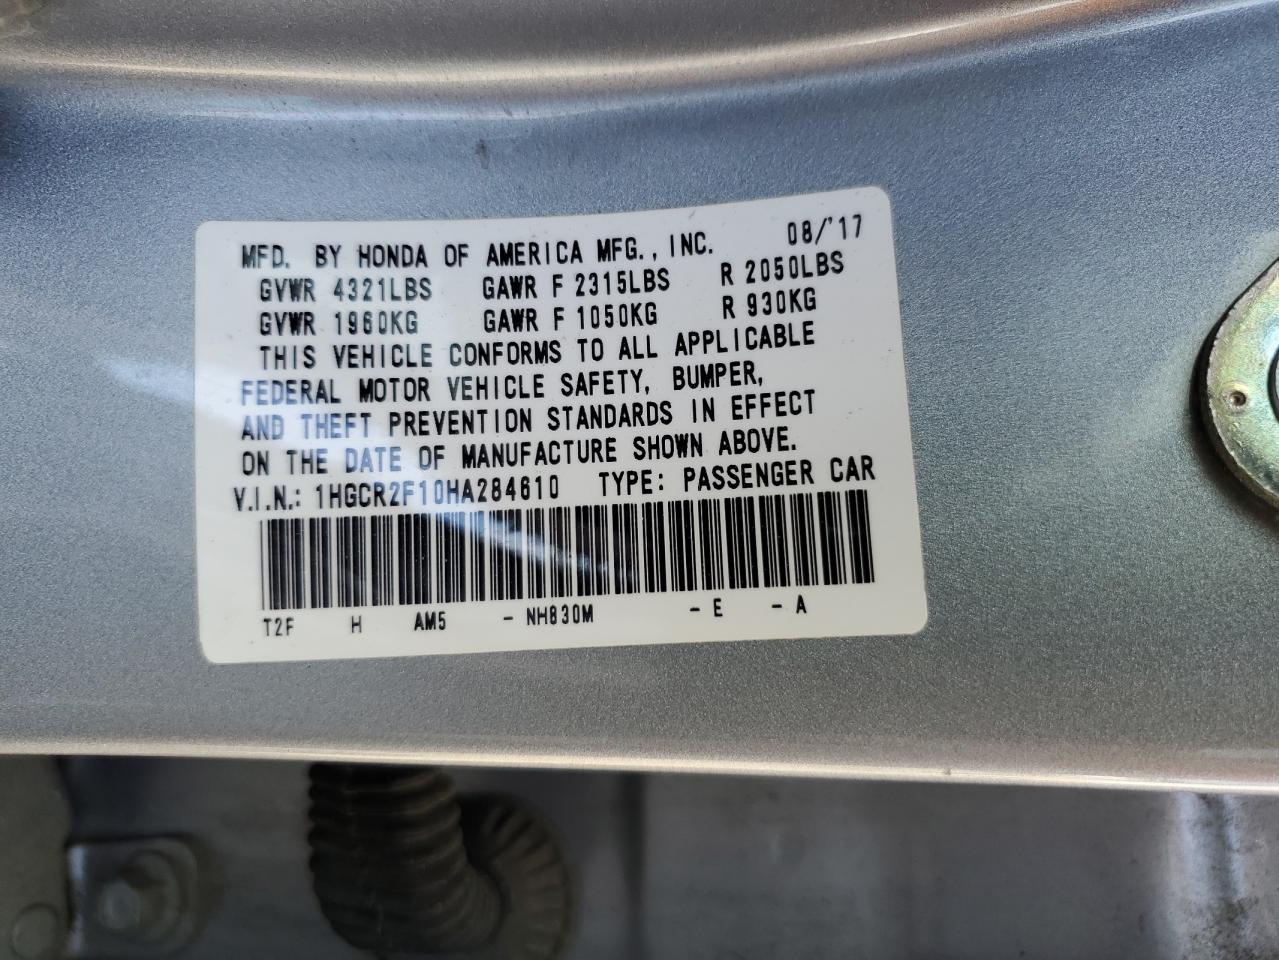 MFD. BY HONDA OF AMERICA MFG., INC. 08/'17
GVWR 4321LBS GAWR F 2315LBS R 2050LBS
GVWR 1960KG GAWR F 1050KG R 930KG
THIS VEHICLE CONFORMS TO ALL APPLICABLE
FEDERAL MOTOR VEHICLE SAFETY, BUMPER,
AND THEFT PREVENTION STANDARDS IN EFFECT
ON THE DATE OF MANUFACTURE SHOWN ABOVE.
V.I.N.: 1HGCR2F10HA284610 TYPE: PASSENGER CAR
T2F H AM5 - NH830M - E - A